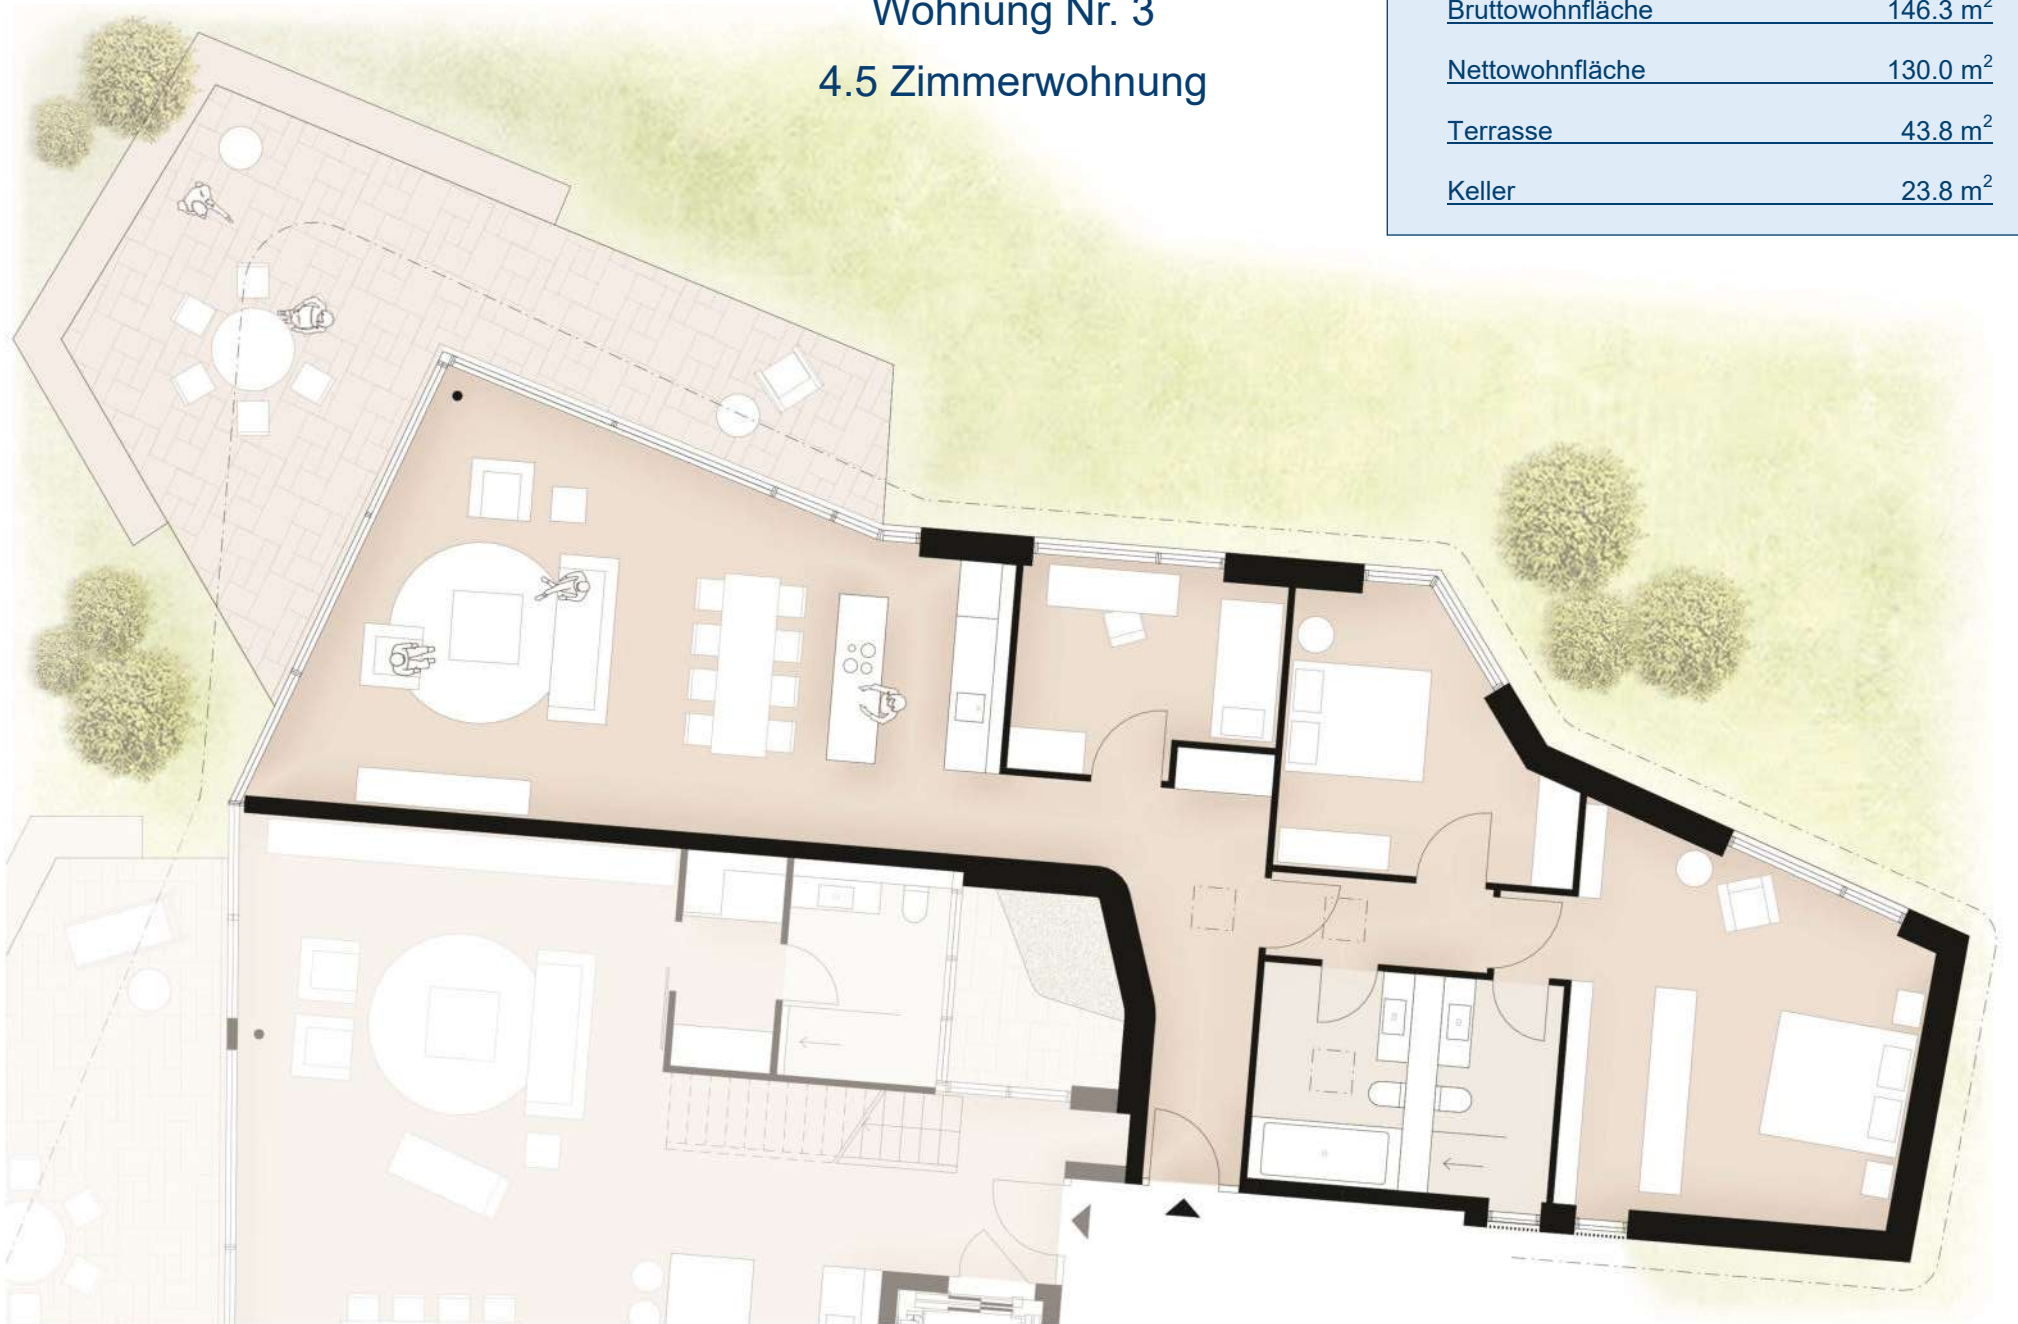 Wohnung Nr. 3
4.5 Zimmerwohnung
Bruttowohnfläche 146.3 m²
Nettowohnfläche 130.0 m²
Terrasse 43.8 m²
Keller 23.8 m²